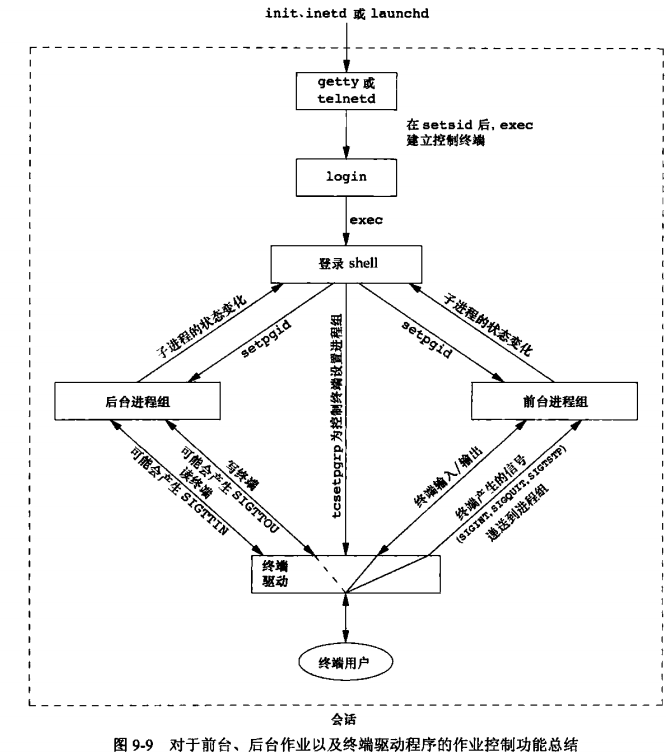 init.inetd 或 launchd
getty 或
telnetd
在 setsid 后, exec
建立控制终端
login
exec
登录 shell
子进程的状态变化
setpgid
tcsetpgrp 为控制终端设置进程组
setpgid
子进程的状态变化
后台进程组
前台进程组
读终端
可能会产生 SIGTTIN
写终端
可能会产生 SIGTTOU
终端输入/输出
终端产生的信号
(SIGINT,SIGQUIT,SIGTSTP)
递送到进程组
终端
驱动
终端用户
会话
图 9-9 对于前台、后台作业以及终端驱动程序的作业控制功能总结